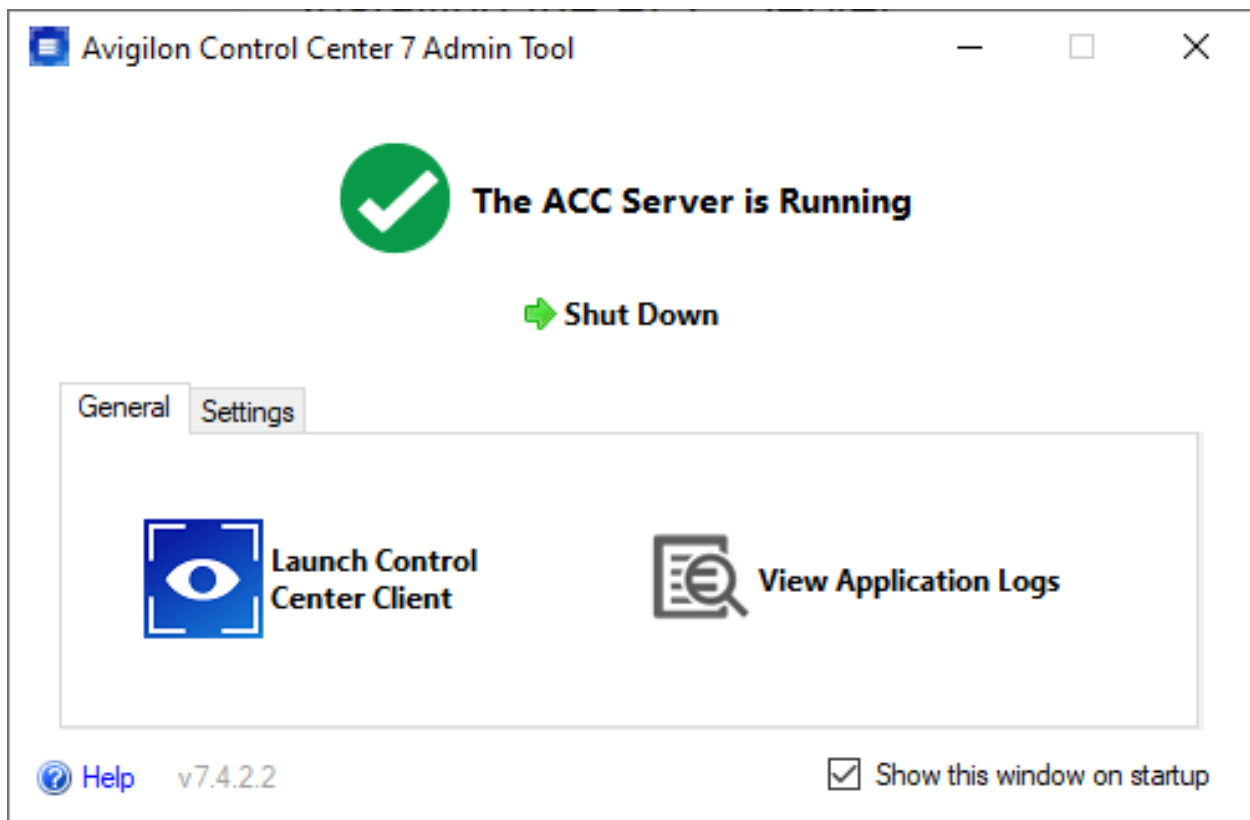 Avigilon Control Center 7 Admin Tool
The ACC Server is Running
Shut Down
General
Settings
Launch Control
Center Client
View Application Logs
Help
v7.4.2.2
Show this window on startup